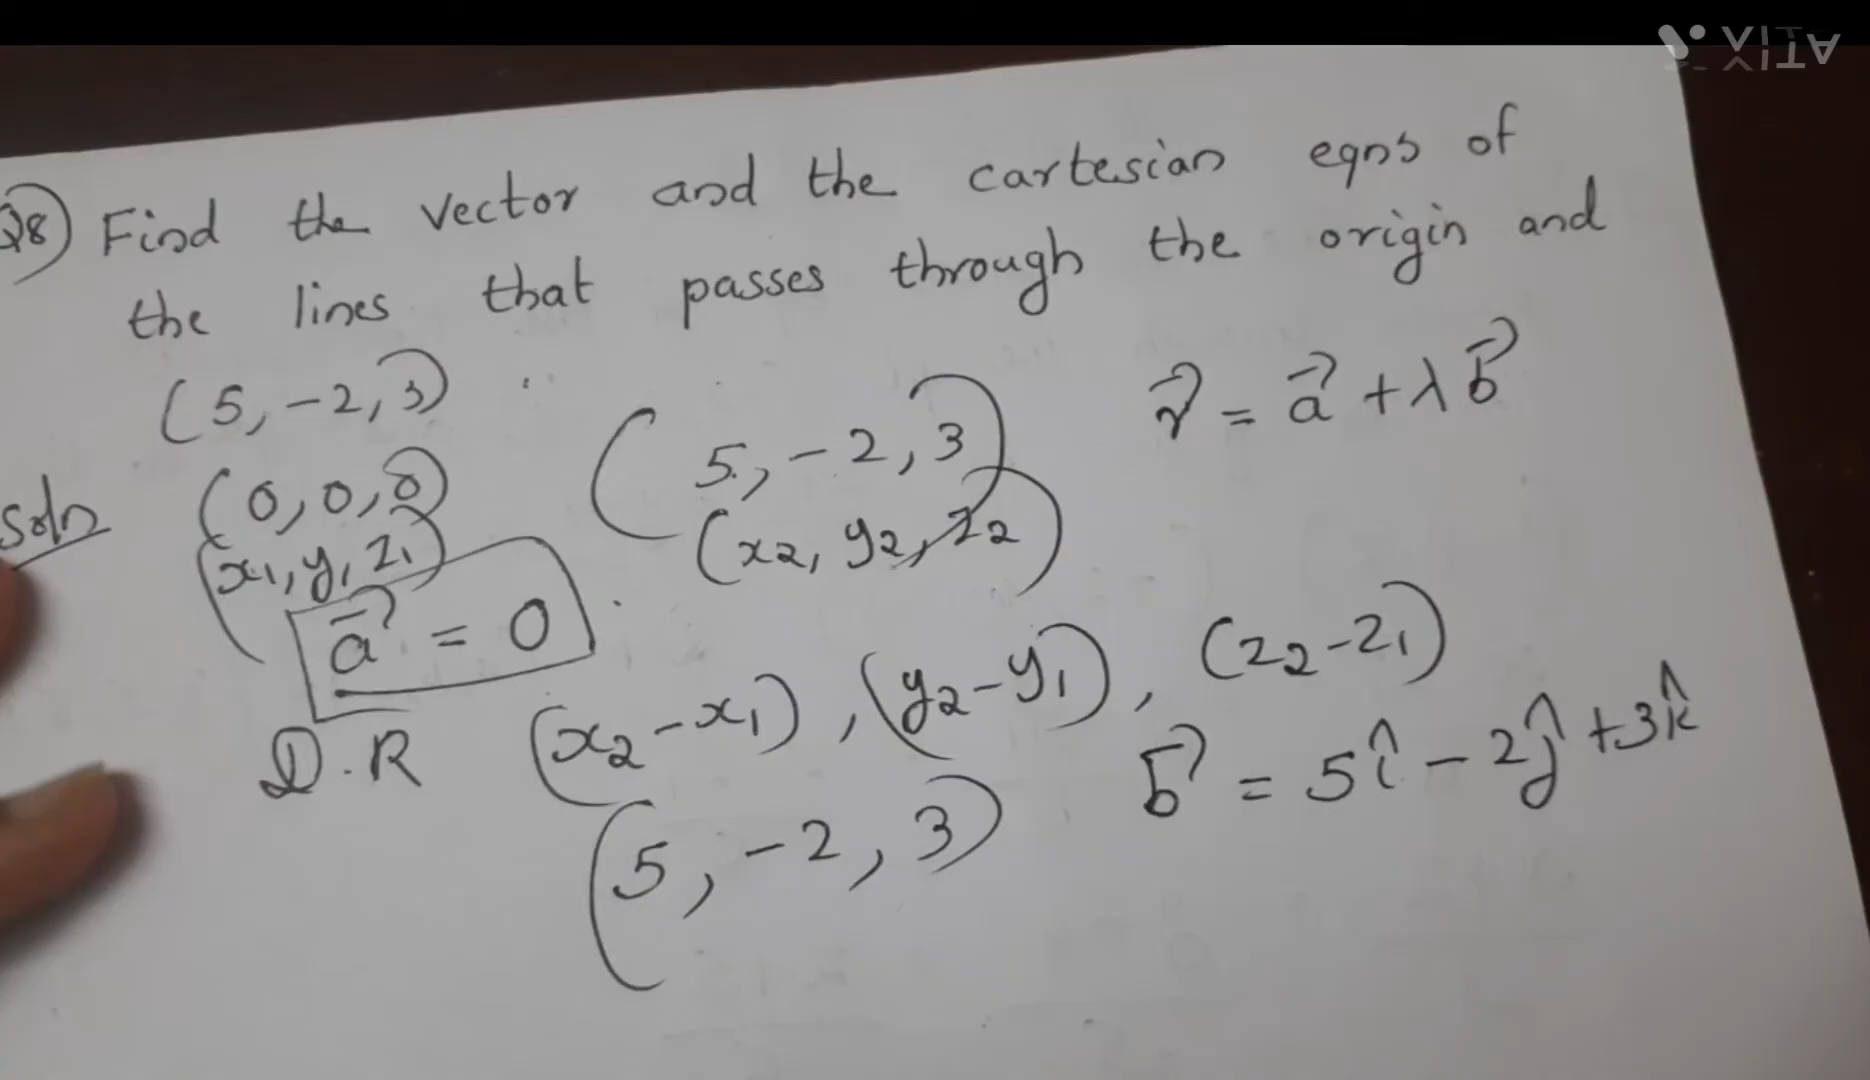 VITA
Q8) Find the vector and the cartesian eqns of
the lines that passes through the origin and
(5, -2, 3)
r⃗ = a⃗ + λb⃗
Soln (0, 0, 0) (5, -2, 3)
(x₁, y₁, z₁) (x₂, y₂, z₂)
a⃗ = 0
D.R (x₂-x₁), (y₂-y₁), (z₂-z₁)
(5, -2, 3) b⃗ = 5î - 2ĵ + 3k̂